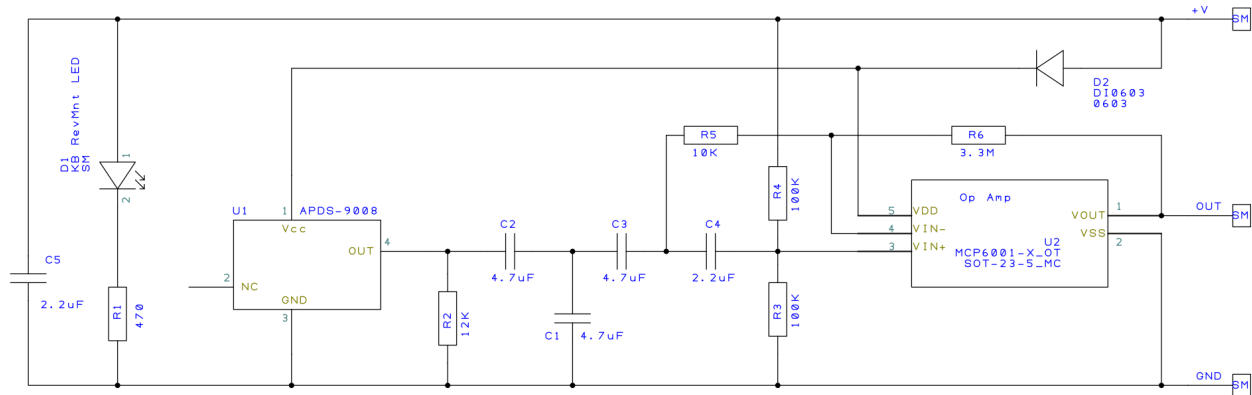 +V
SM
D2
DI0603
0603
D1
KB RevMnt LED
SM
1
2
R5
10K
R6
3.3M
U1
APDS-9008
1
Vcc
OUT
4
2
NC
GND
3
C2
4.7uF
C3
4.7uF
C4
2.2uF
R4
100K
Op Amp
5
VDD
4
VIN-
3
VIN+
VOUT
1
VSS
2
U2
MCP6001-X_OT
SOT-23-5_MC
OUT
SM
C5
2.2uF
R1
470
R2
12K
C1
4.7uF
R3
100K
GND
SM